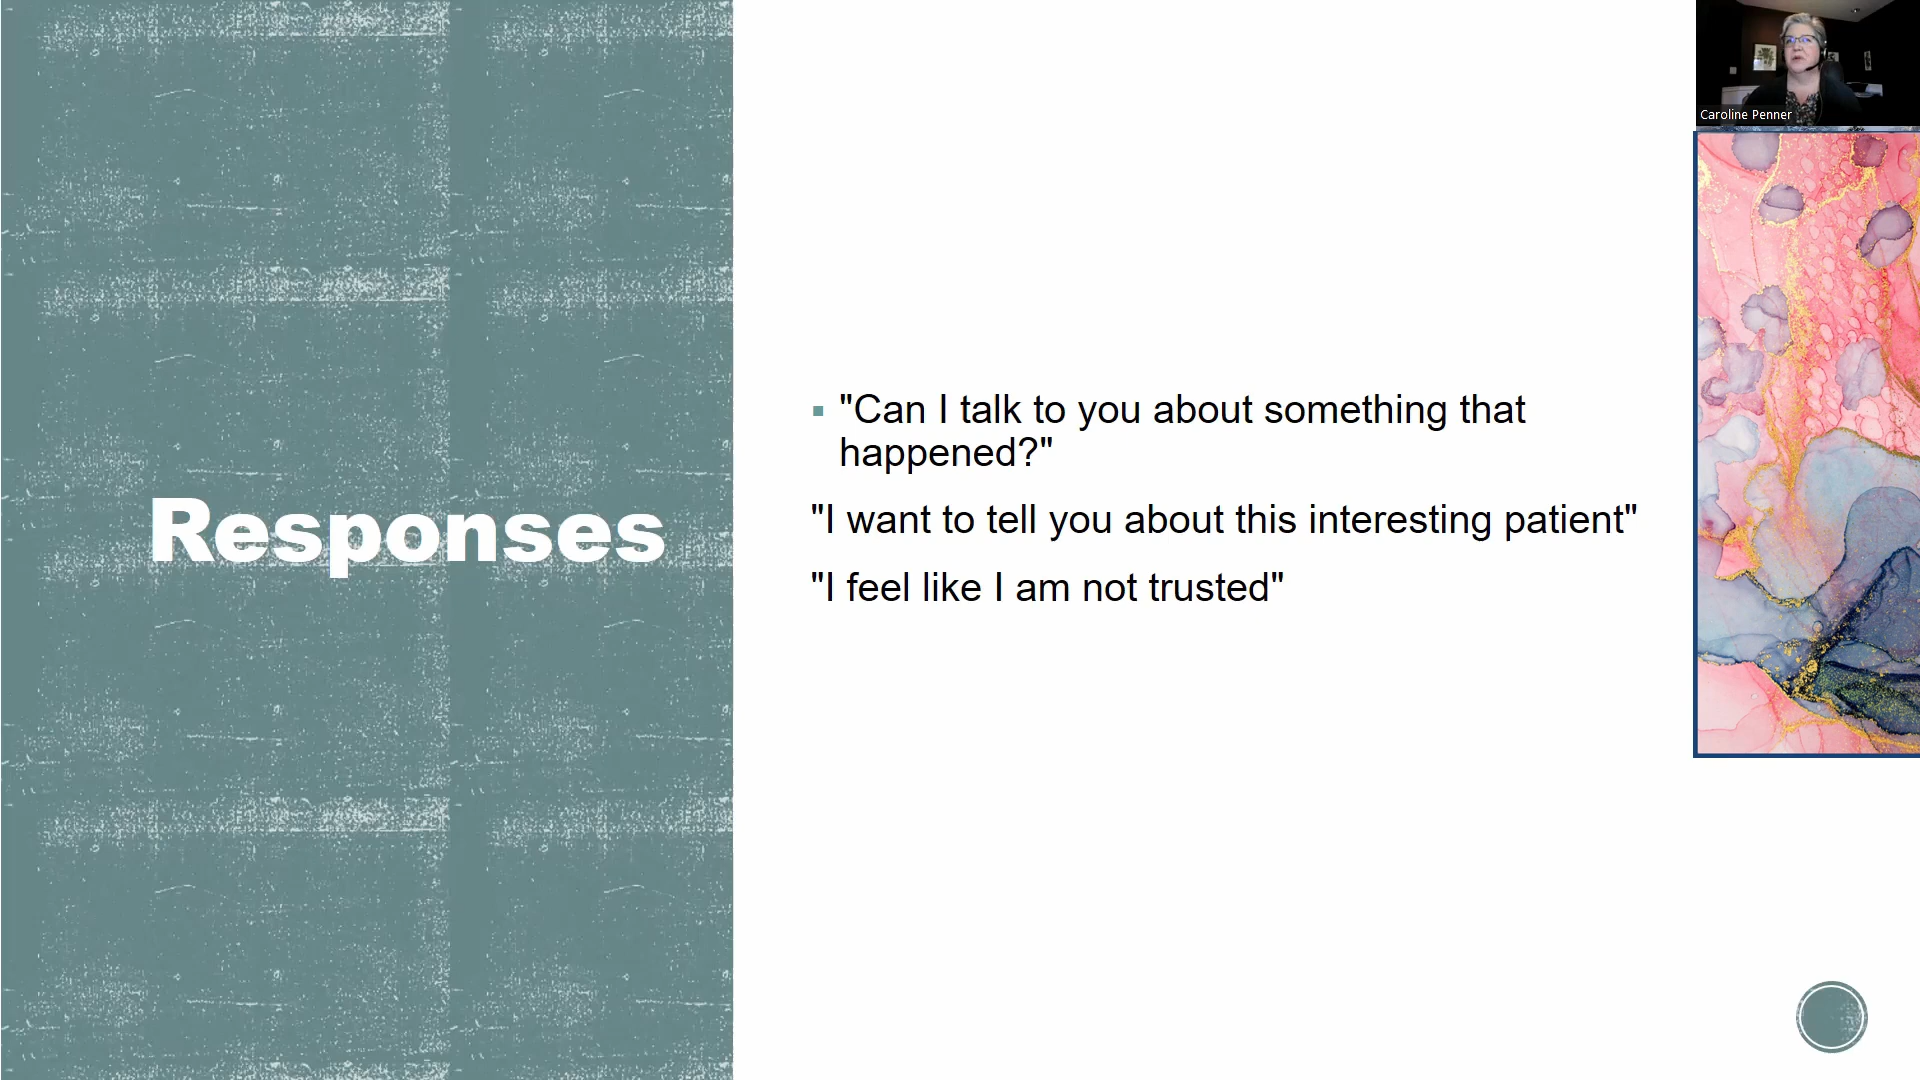 Caroline Penner
Responses
"Can I talk to you about something that
happened?"
"I want to tell you about this interesting patient"
"I feel like I am not trusted"